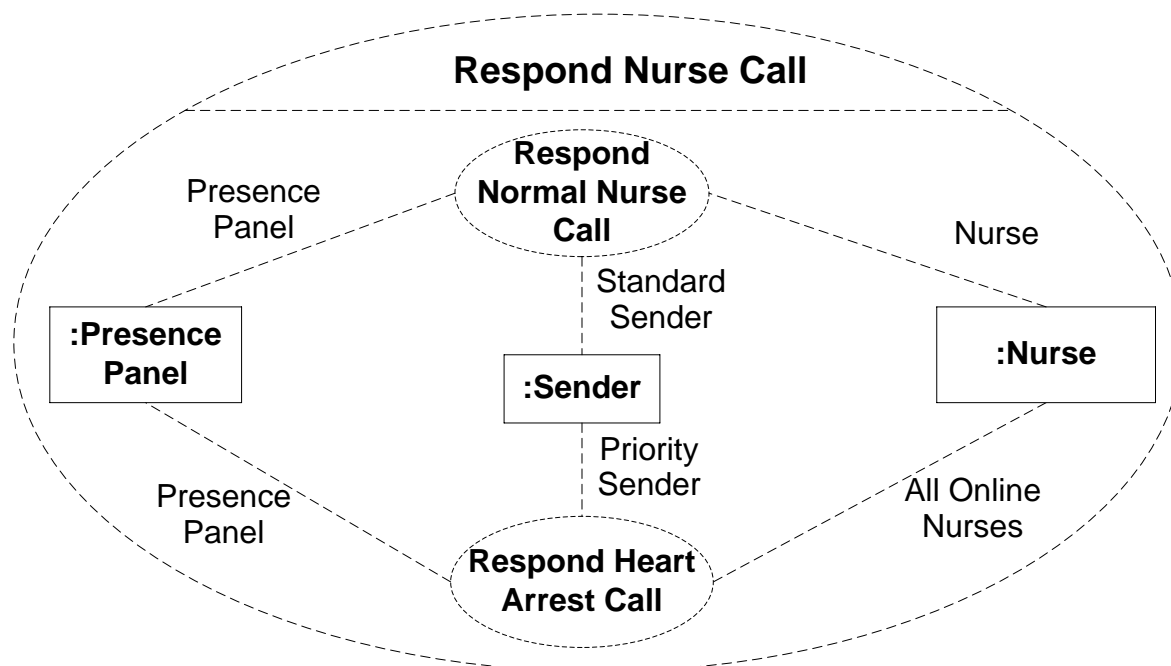 Respond Nurse Call
Respond
Normal Nurse
Call
Presence
Panel
Nurse
Standard
Sender
:Presence
Panel
:Sender
:Nurse
Priority
Sender
Presence
Panel
All Online
Nurses
Respond Heart
Arrest Call